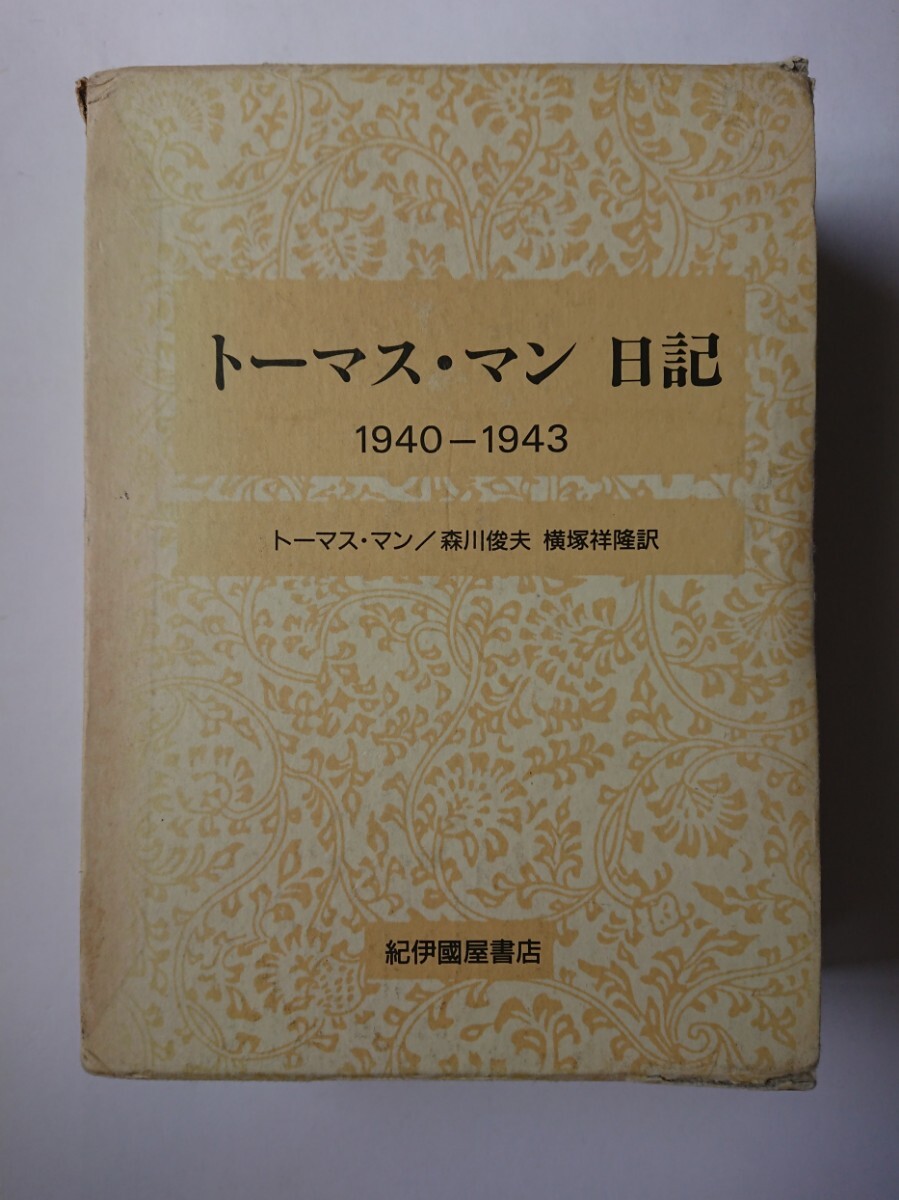 トーマス・マン 日記
1940－1943
トーマス・マン／森川俊夫 横塚祥隆訳
紀伊國屋書店